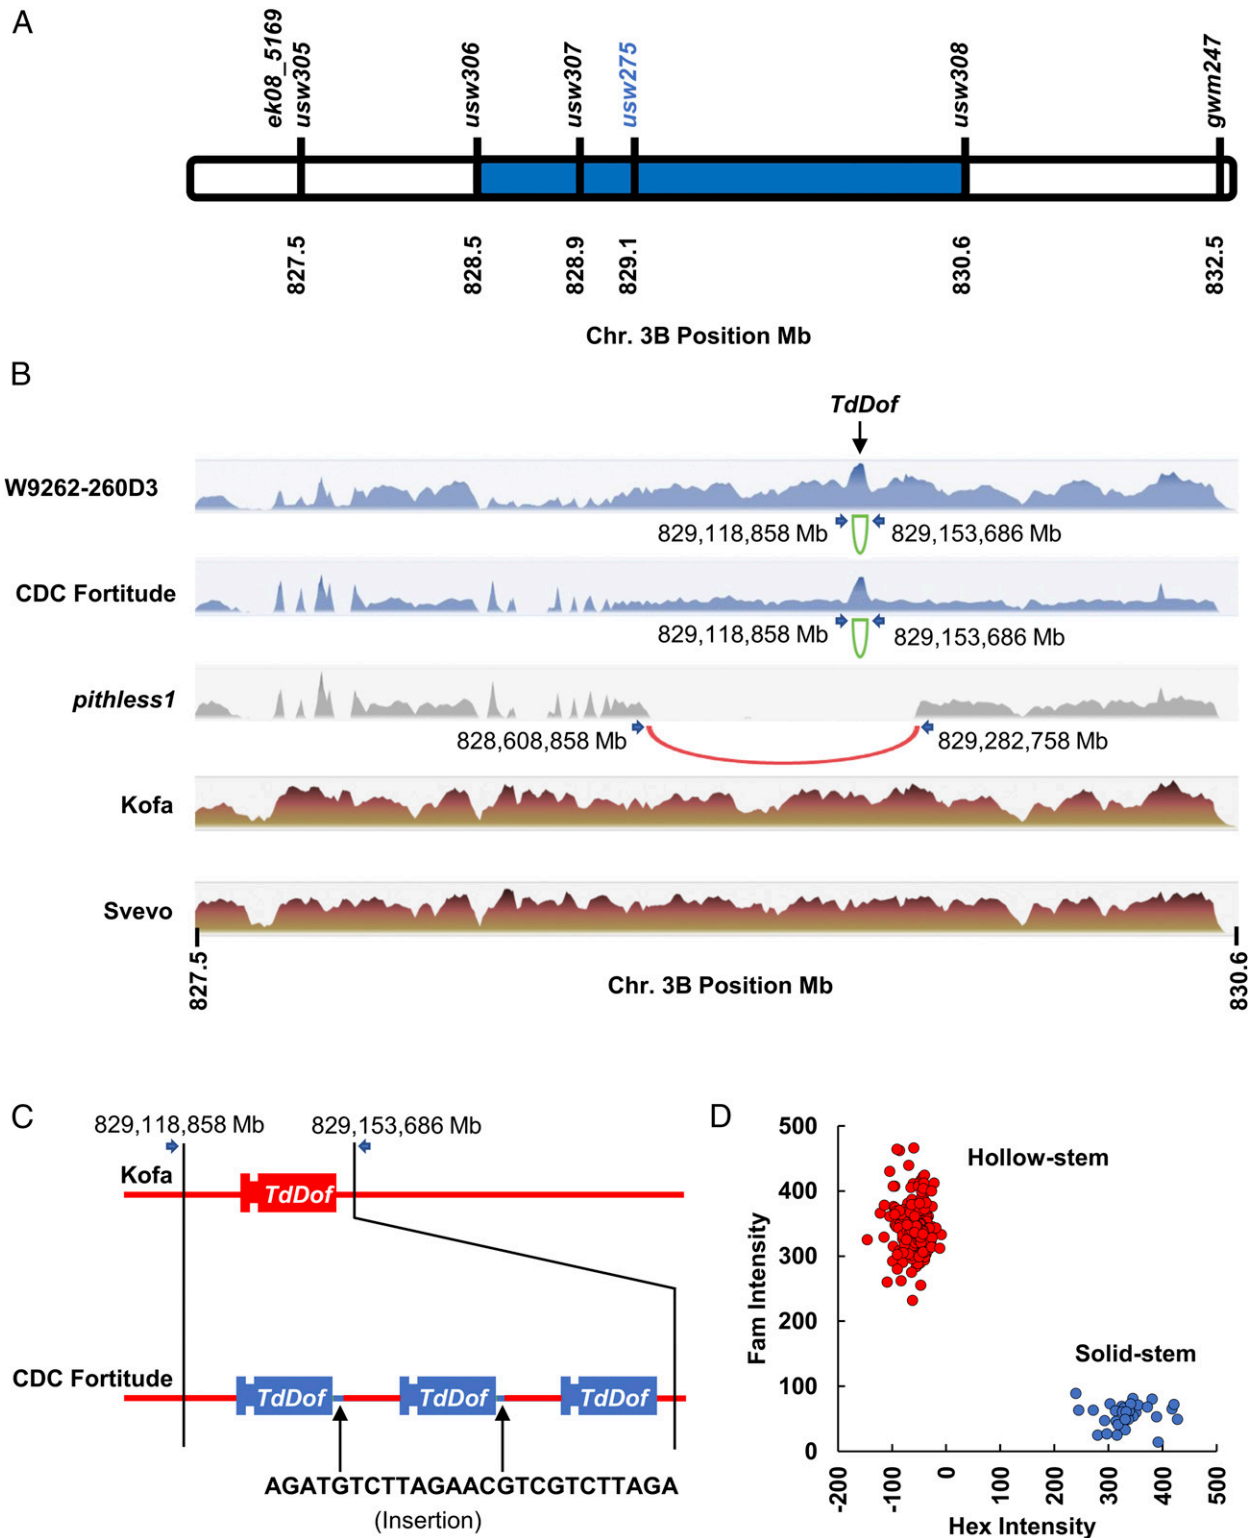 A
ek08_5169
usw305
usw306
usw307
usw275
usw308
gwm247
827.5
828.5
828.9
829.1
830.6
832.5
Chr. 3B Position Mb
B
TdDof
W9262-260D3
829,118,858 Mb
829,153,686 Mb
CDC Fortitude
829,118,858 Mb
829,153,686 Mb
pithless1
828,608,858 Mb
829,282,758 Mb
Kofa
Svevo
827.5
830.6
Chr. 3B Position Mb
C
829,118,858 Mb
829,153,686 Mb
Kofa
TdDof
CDC Fortitude
TdDof
TdDof
TdDof
AGATGTCTTAGAACGTCGTCTTAGA
(Insertion)
D
500
400
300
200
100
0
Fam Intensity
Hollow-stem
Solid-stem
-200
-100
0
100
200
300
400
500
Hex Intensity